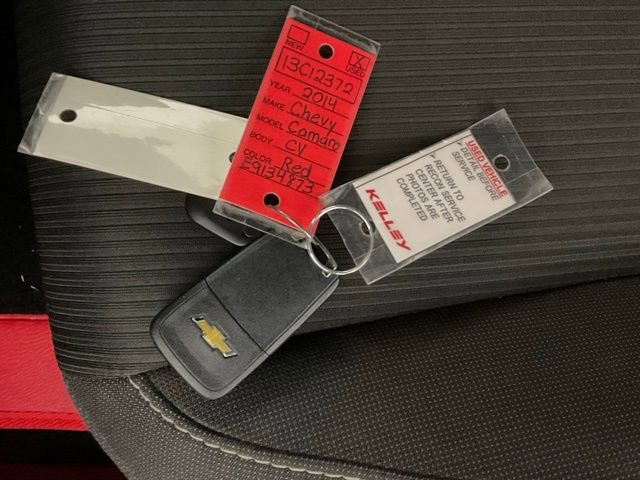 NEW
X
USED
13C12372
YEAR 2014
MAKE Chevy
MODEL Camaro
BODY CV
COLOR Red
E9134873
USED VEHICLE
✓ DETAIL BEFORE
SERVICE
✓ RETURN TO
RECON SERVICE
CENTER AFTER
PHOTOS ARE
COMPLETED
KELLEY